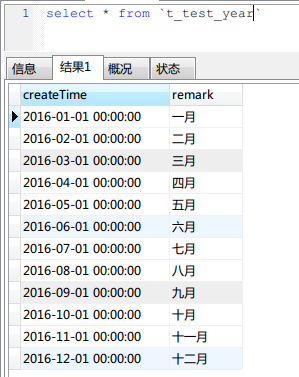 1 select * from `t_test_year`
信息 结果1 概况 状态
createTime remark
2016-01-01 00:00:00 一月
2016-02-01 00:00:00 二月
2016-03-01 00:00:00 三月
2016-04-01 00:00:00 四月
2016-05-01 00:00:00 五月
2016-06-01 00:00:00 六月
2016-07-01 00:00:00 七月
2016-08-01 00:00:00 八月
2016-09-01 00:00:00 九月
2016-10-01 00:00:00 十月
2016-11-01 00:00:00 十一月
2016-12-01 00:00:00 十二月